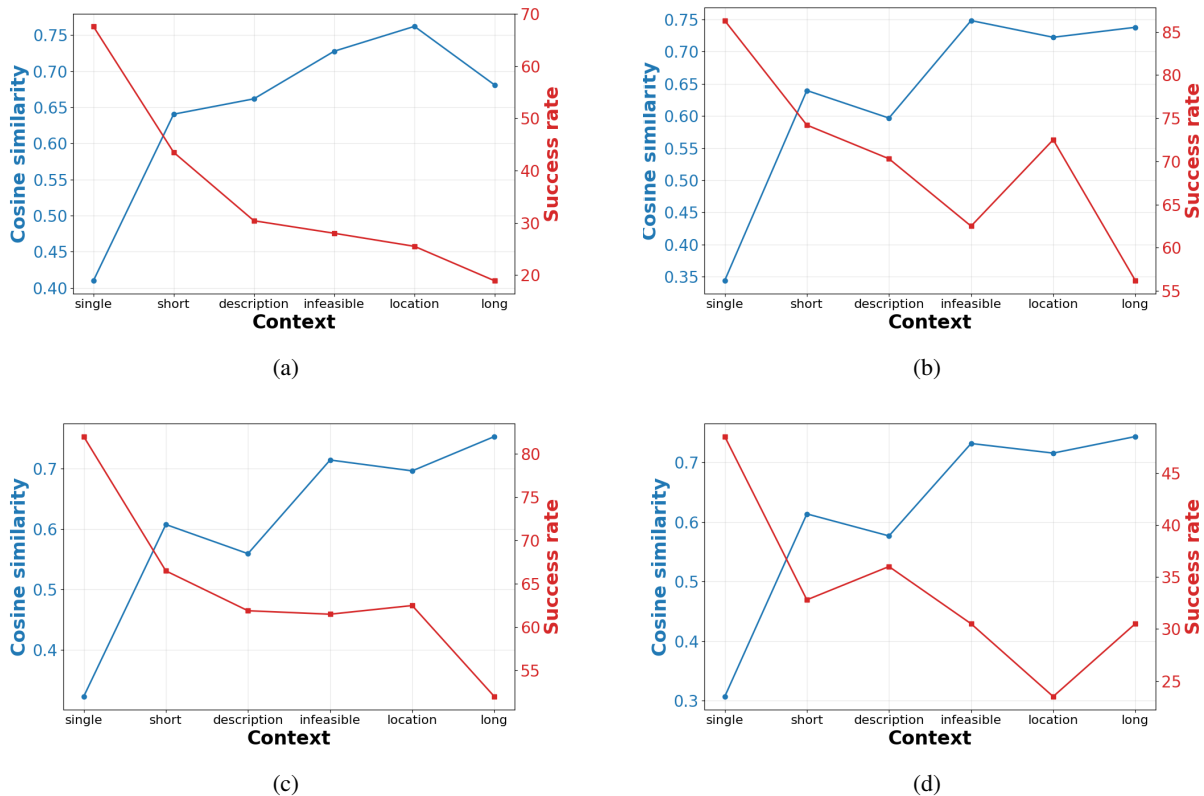 0.75
0.70
0.65
0.60
0.55
0.50
0.45
0.40
Cosine similarity
70
60
50
40
30
20
Success rate
single short description infeasible location long
Context
(a)
0.75
0.70
0.65
0.60
0.55
0.50
0.45
0.40
0.35
Cosine similarity
85
80
75
70
65
60
55
Success rate
single short description infeasible location long
Context
(b)
0.7
0.6
0.5
0.4
Cosine similarity
80
75
70
65
60
55
Success rate
single short description infeasible location long
Context
(c)
0.7
0.6
0.5
0.4
0.3
Cosine similarity
45
40
35
30
25
Success rate
single short description infeasible location long
Context
(d)